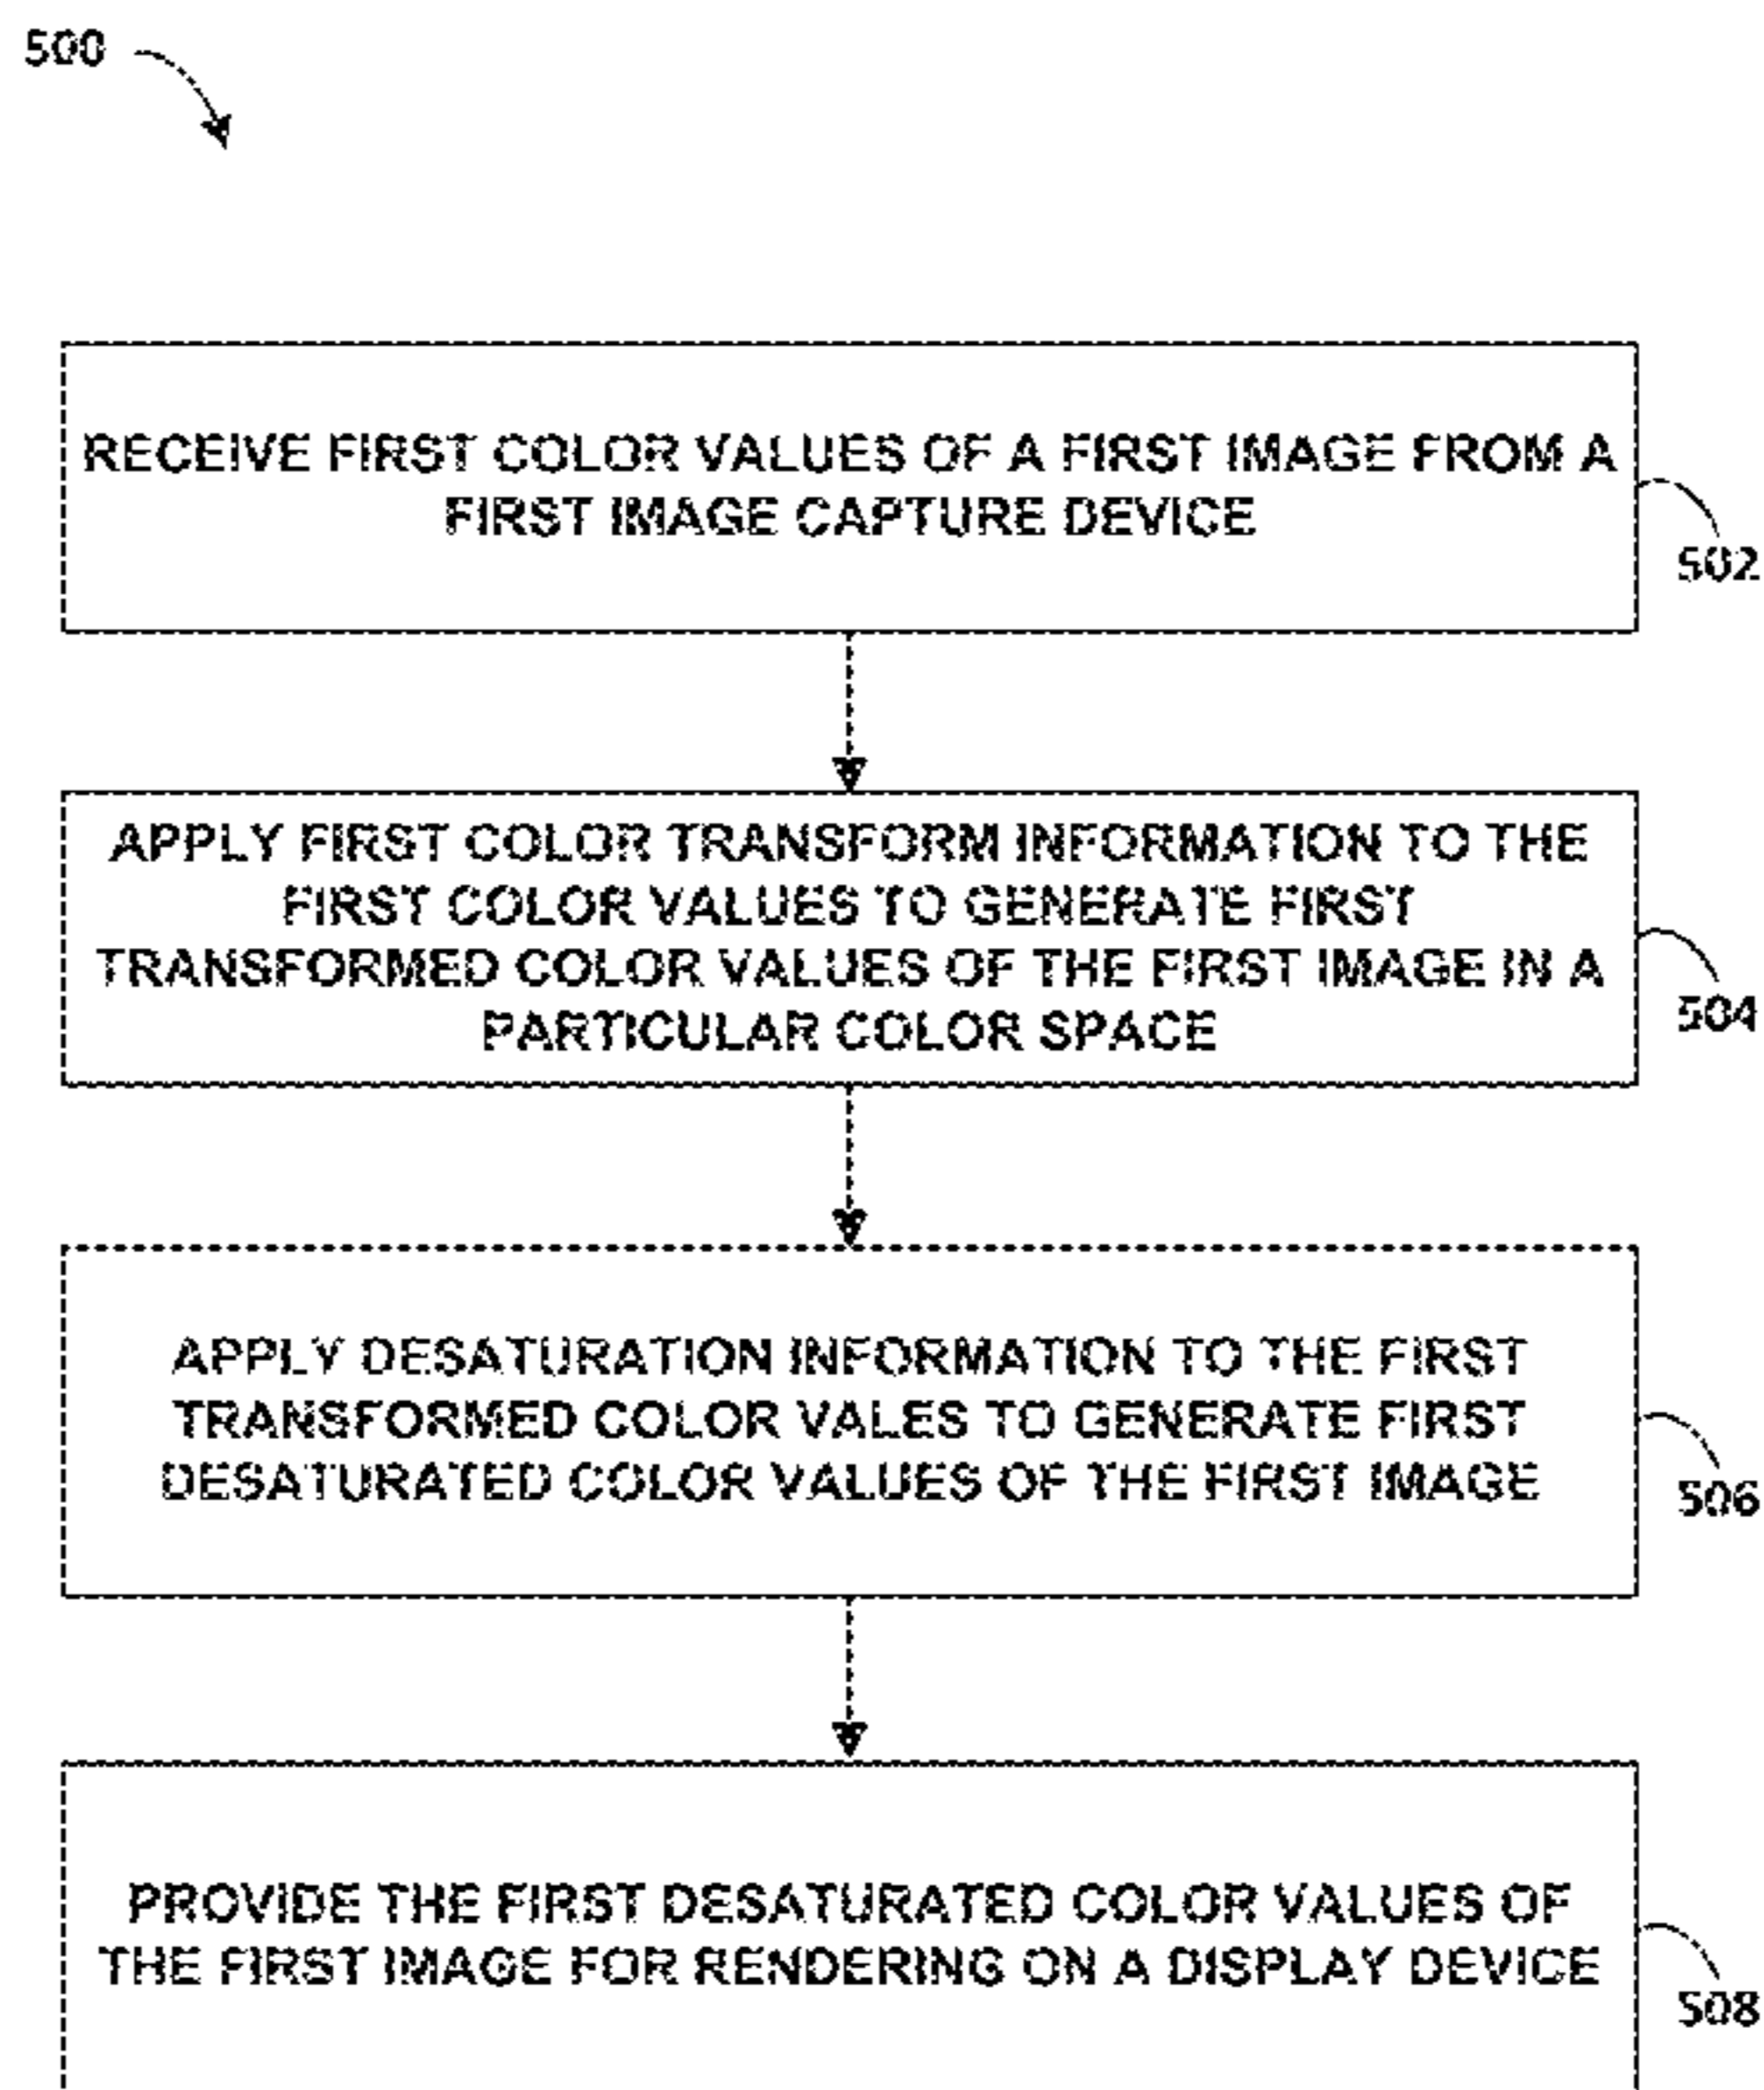 500
RECEIVE FIRST COLOR VALUES OF A FIRST IMAGE FROM A
FIRST IMAGE CAPTURE DEVICE
502
APPLY FIRST COLOR TRANSFORM INFORMATION TO THE
FIRST COLOR VALUES TO GENERATE FIRST
TRANSFORMED COLOR VALUES OF THE FIRST IMAGE IN A
PARTICULAR COLOR SPACE
504
APPLY DESATURATION INFORMATION TO THE FIRST
TRANSFORMED COLOR VALES TO GENERATE FIRST
DESATURATED COLOR VALUES OF THE FIRST IMAGE
506
PROVIDE THE FIRST DESATURATED COLOR VALUES OF
THE FIRST IMAGE FOR RENDERING ON A DISPLAY DEVICE
508